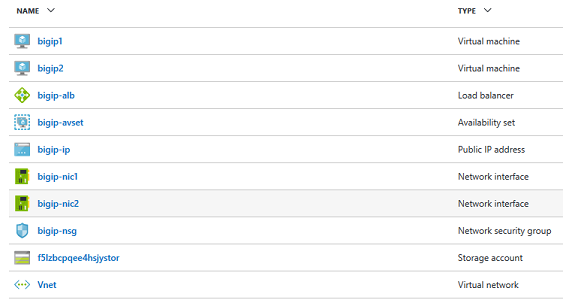 NAME TYPE
bigip1 Virtual machine
bigip2 Virtual machine
bigip-alb Load balancer
bigip-avset Availability set
bigip-ip Public IP address
bigip-nic1 Network interface
bigip-nic2 Network interface
bigip-nsg Network security group
f5lzbcpqee4hsjystor Storage account
Vnet Virtual network